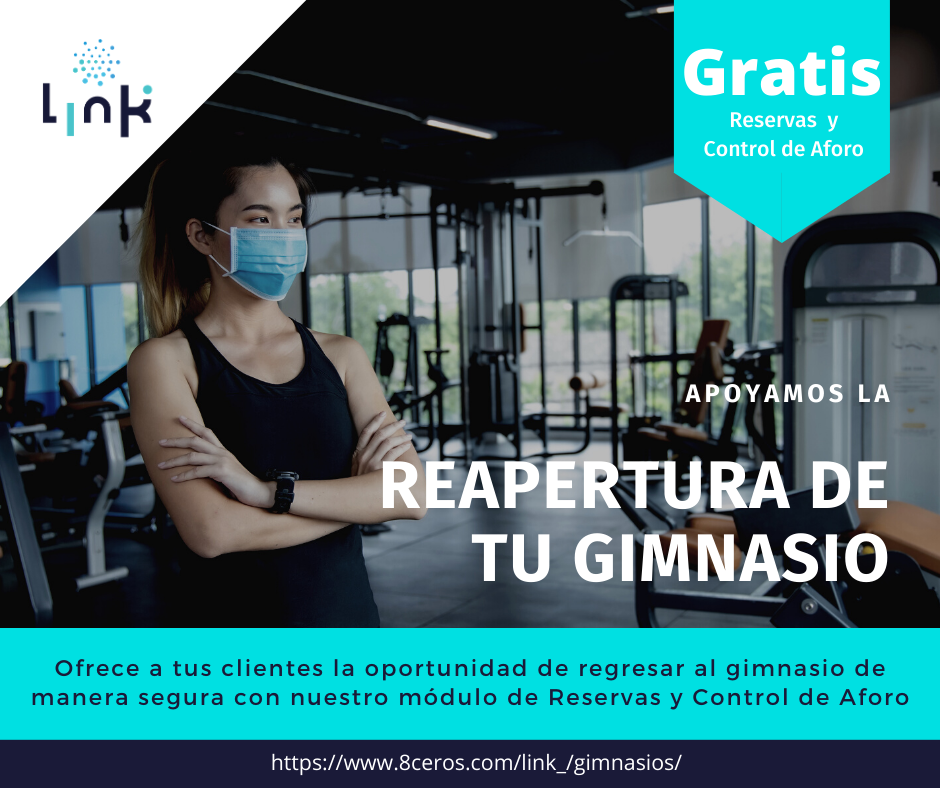 Link
Gratis
Reservas y
Control de Aforo
APOYAMOS LA
REAPERTURA DE
TU GIMNASIO
Ofrece a tus clientes la oportunidad de regresar al gimnasio de
manera segura con nuestro módulo de Reservas y Control de Aforo
https://www.8ceros.com/link_/gimnasios/